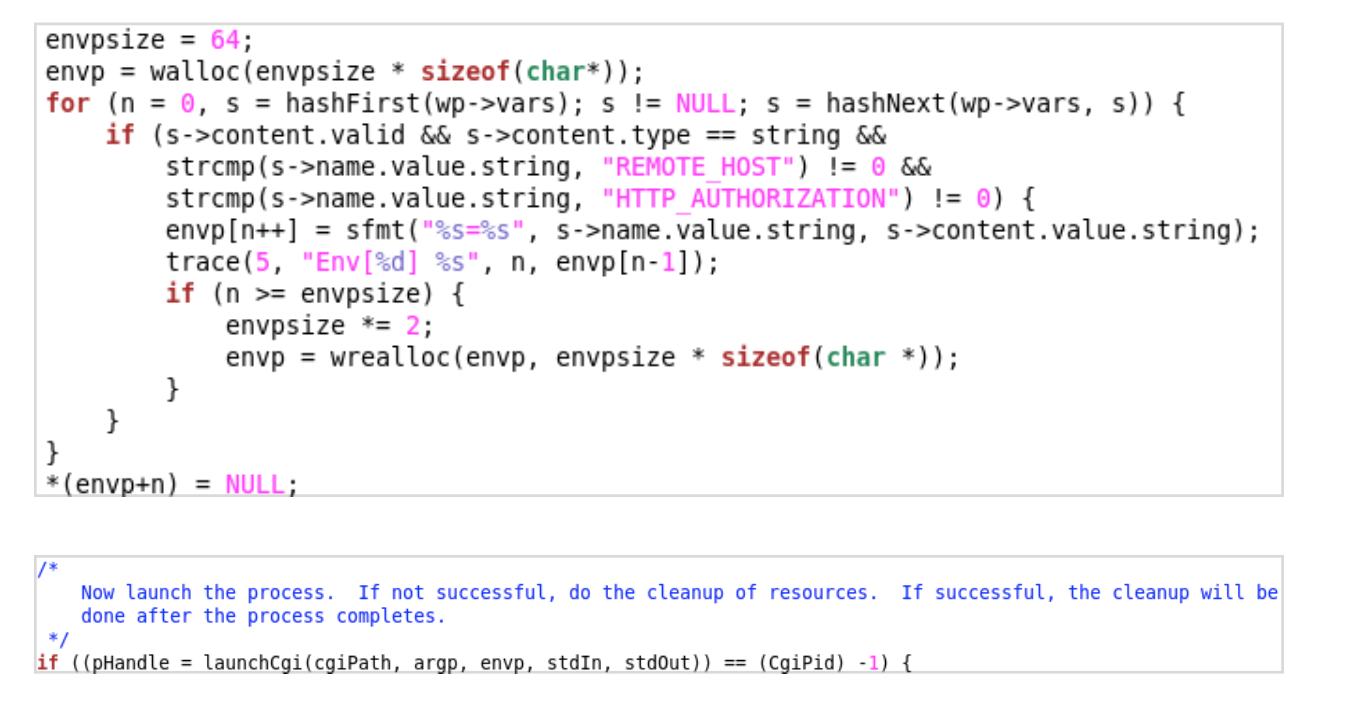 envpsize = 64;
envp = walloc(envpsize * sizeof(char*));
for (n = 0, s = hashFirst(wp->vars); s != NULL; s = hashNext(wp->vars, s)) {
    if (s->content.valid && s->content.type == string &&
        strcmp(s->name.value.string, "REMOTE_HOST") != 0 &&
        strcmp(s->name.value.string, "HTTP_AUTHORIZATION") != 0) {
        envp[n++] = sfmt("%s=%s", s->name.value.string, s->content.value.string);
        trace(5, "Env[%d] %s", n, envp[n-1]);
        if (n >= envpsize) {
            envpsize *= 2;
            envp = wrealloc(envp, envpsize * sizeof(char *));
        }
    }
}
*(envp+n) = NULL;
/*
    Now launch the process.  If not successful, do the cleanup of resources.  If successful, the cleanup will be
    done after the process completes.
 */
if ((pHandle = launchCgi(cgiPath, argp, envp, stdIn, stdOut)) == (CgiPid) -1) {